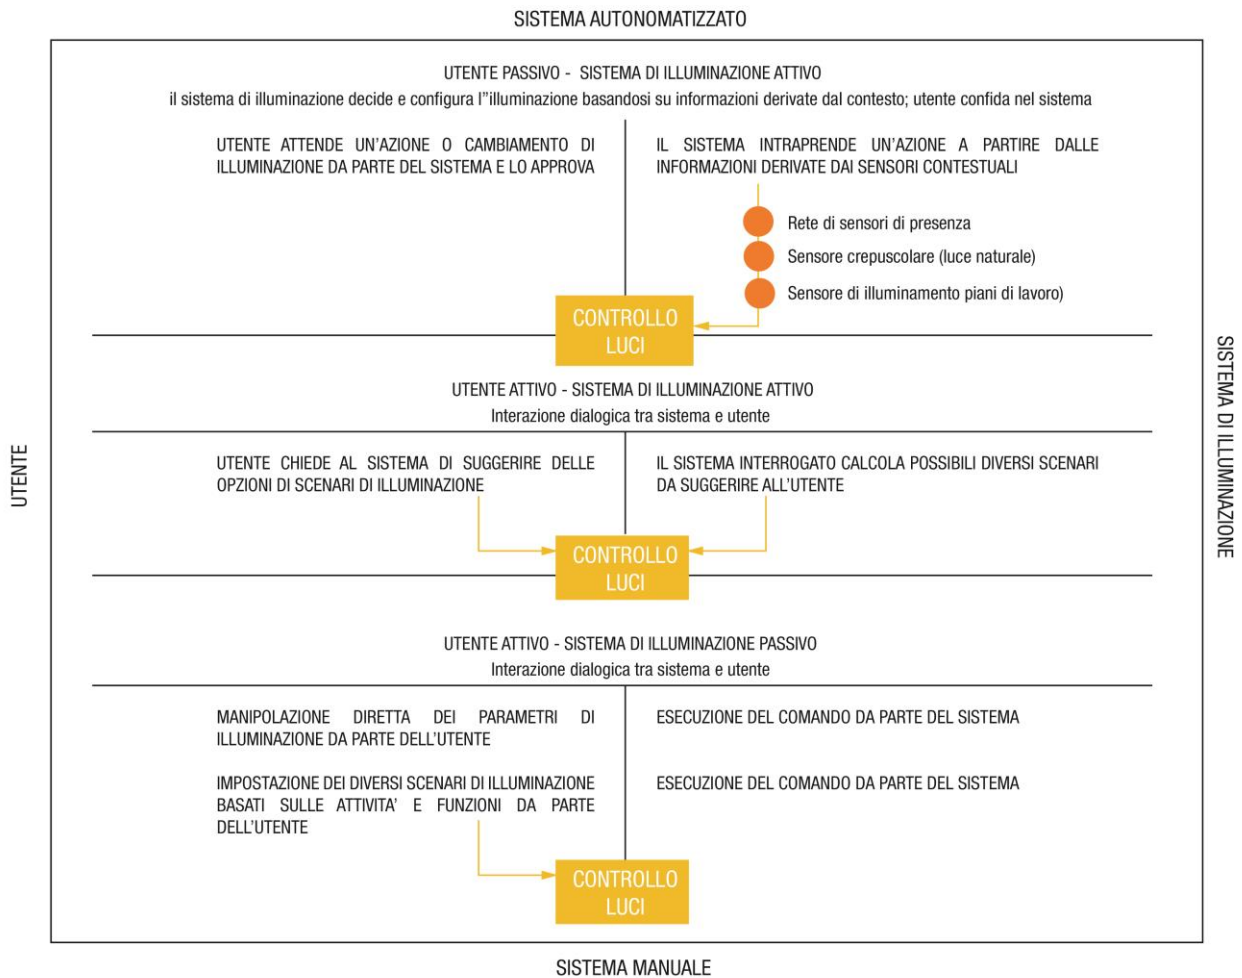 SISTEMA AUTONOMATIZZATO
UTENTE PASSIVO - SISTEMA DI ILLUMINAZIONE ATTIVO
il sistema di illuminazione decide e configura l"illuminazione basandosi su informazioni derivate dal contesto; utente confida nel sistema
UTENTE ATTENDE UN'AZIONE O CAMBIAMENTO DI
ILLUMINAZIONE DA PARTE DEL SISTEMA E LO APPROVA
IL SISTEMA INTRAPRENDE UN'AZIONE A PARTIRE DALLE
INFORMAZIONI DERIVATE DAI SENSORI CONTESTUALI
Rete di sensori di presenza
Sensore crepuscolare (luce naturale)
Sensore di illuminamento piani di lavoro)
CONTROLLO
LUCI
UTENTE ATTIVO - SISTEMA DI ILLUMINAZIONE ATTIVO
Interazione dialogica tra sistema e utente
UTENTE CHIEDE AL SISTEMA DI SUGGERIRE DELLE
OPZIONI DI SCENARI DI ILLUMINAZIONE
IL SISTEMA INTERROGATO CALCOLA POSSIBILI DIVERSI SCENARI
DA SUGGERIRE ALL'UTENTE
CONTROLLO
LUCI
UTENTE ATTIVO - SISTEMA DI ILLUMINAZIONE PASSIVO
Interazione dialogica tra sistema e utente
MANIPOLAZIONE DIRETTA DEI PARAMETRI DI
ILLUMINAZIONE DA PARTE DELL'UTENTE
ESECUZIONE DEL COMANDO DA PARTE DEL SISTEMA
IMPOSTAZIONE DEI DIVERSI SCENARI DI ILLUMINAZIONE
BASATI SULLE ATTIVITA' E FUNZIONI DA PARTE
DELL'UTENTE
ESECUZIONE DEL COMANDO DA PARTE DEL SISTEMA
CONTROLLO
LUCI
UTENTE
SISTEMA DI ILLUMINAZIONE
SISTEMA MANUALE